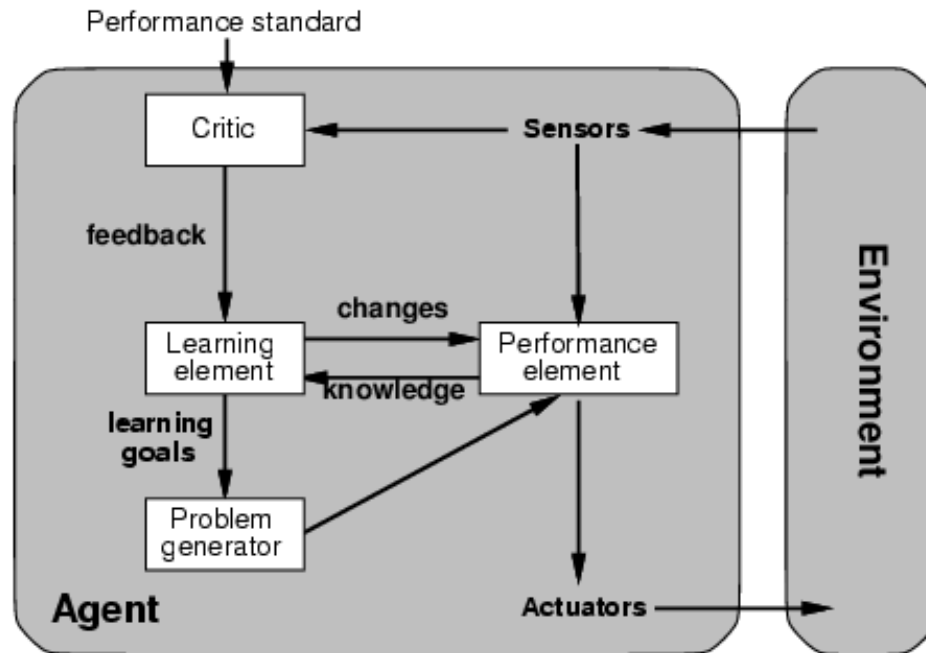 Performance standard
Critic
Sensors
feedback
changes
Learning
element
Performance
element
knowledge
learning
goals
Problem
generator
Agent
Actuators
Environment